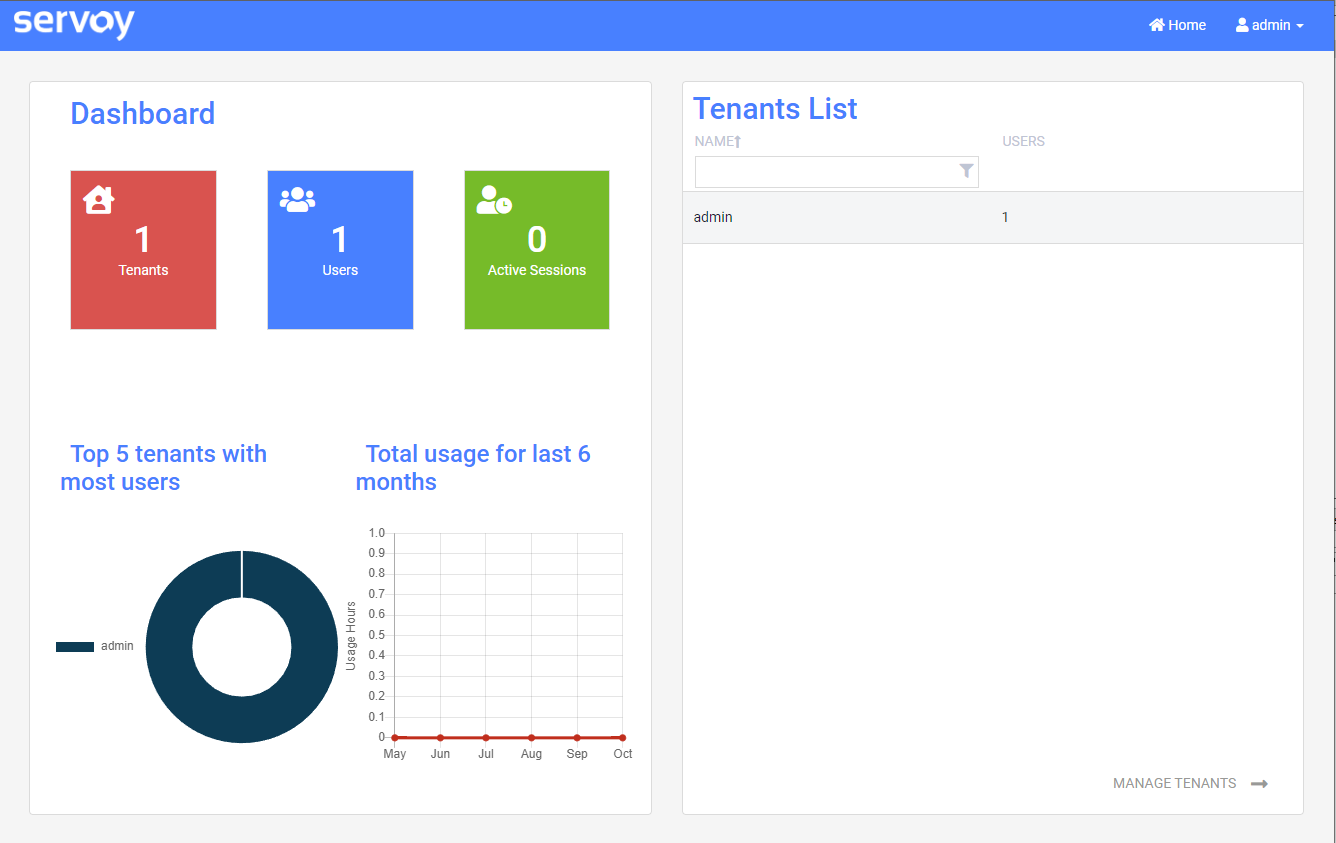 servoy
Home
admin
Dashboard
1
Tenants
1
Users
0
Active Sessions
Top 5 tenants with
most users
admin
Total usage for last 6
months
Usage Hours
1.0
0.9
0.8
0.7
0.6
0.5
0.4
0.3
0.2
0.1
0
May Jun Jul Aug Sep Oct
Tenants List
NAME USERS
admin 1
MANAGE TENANTS